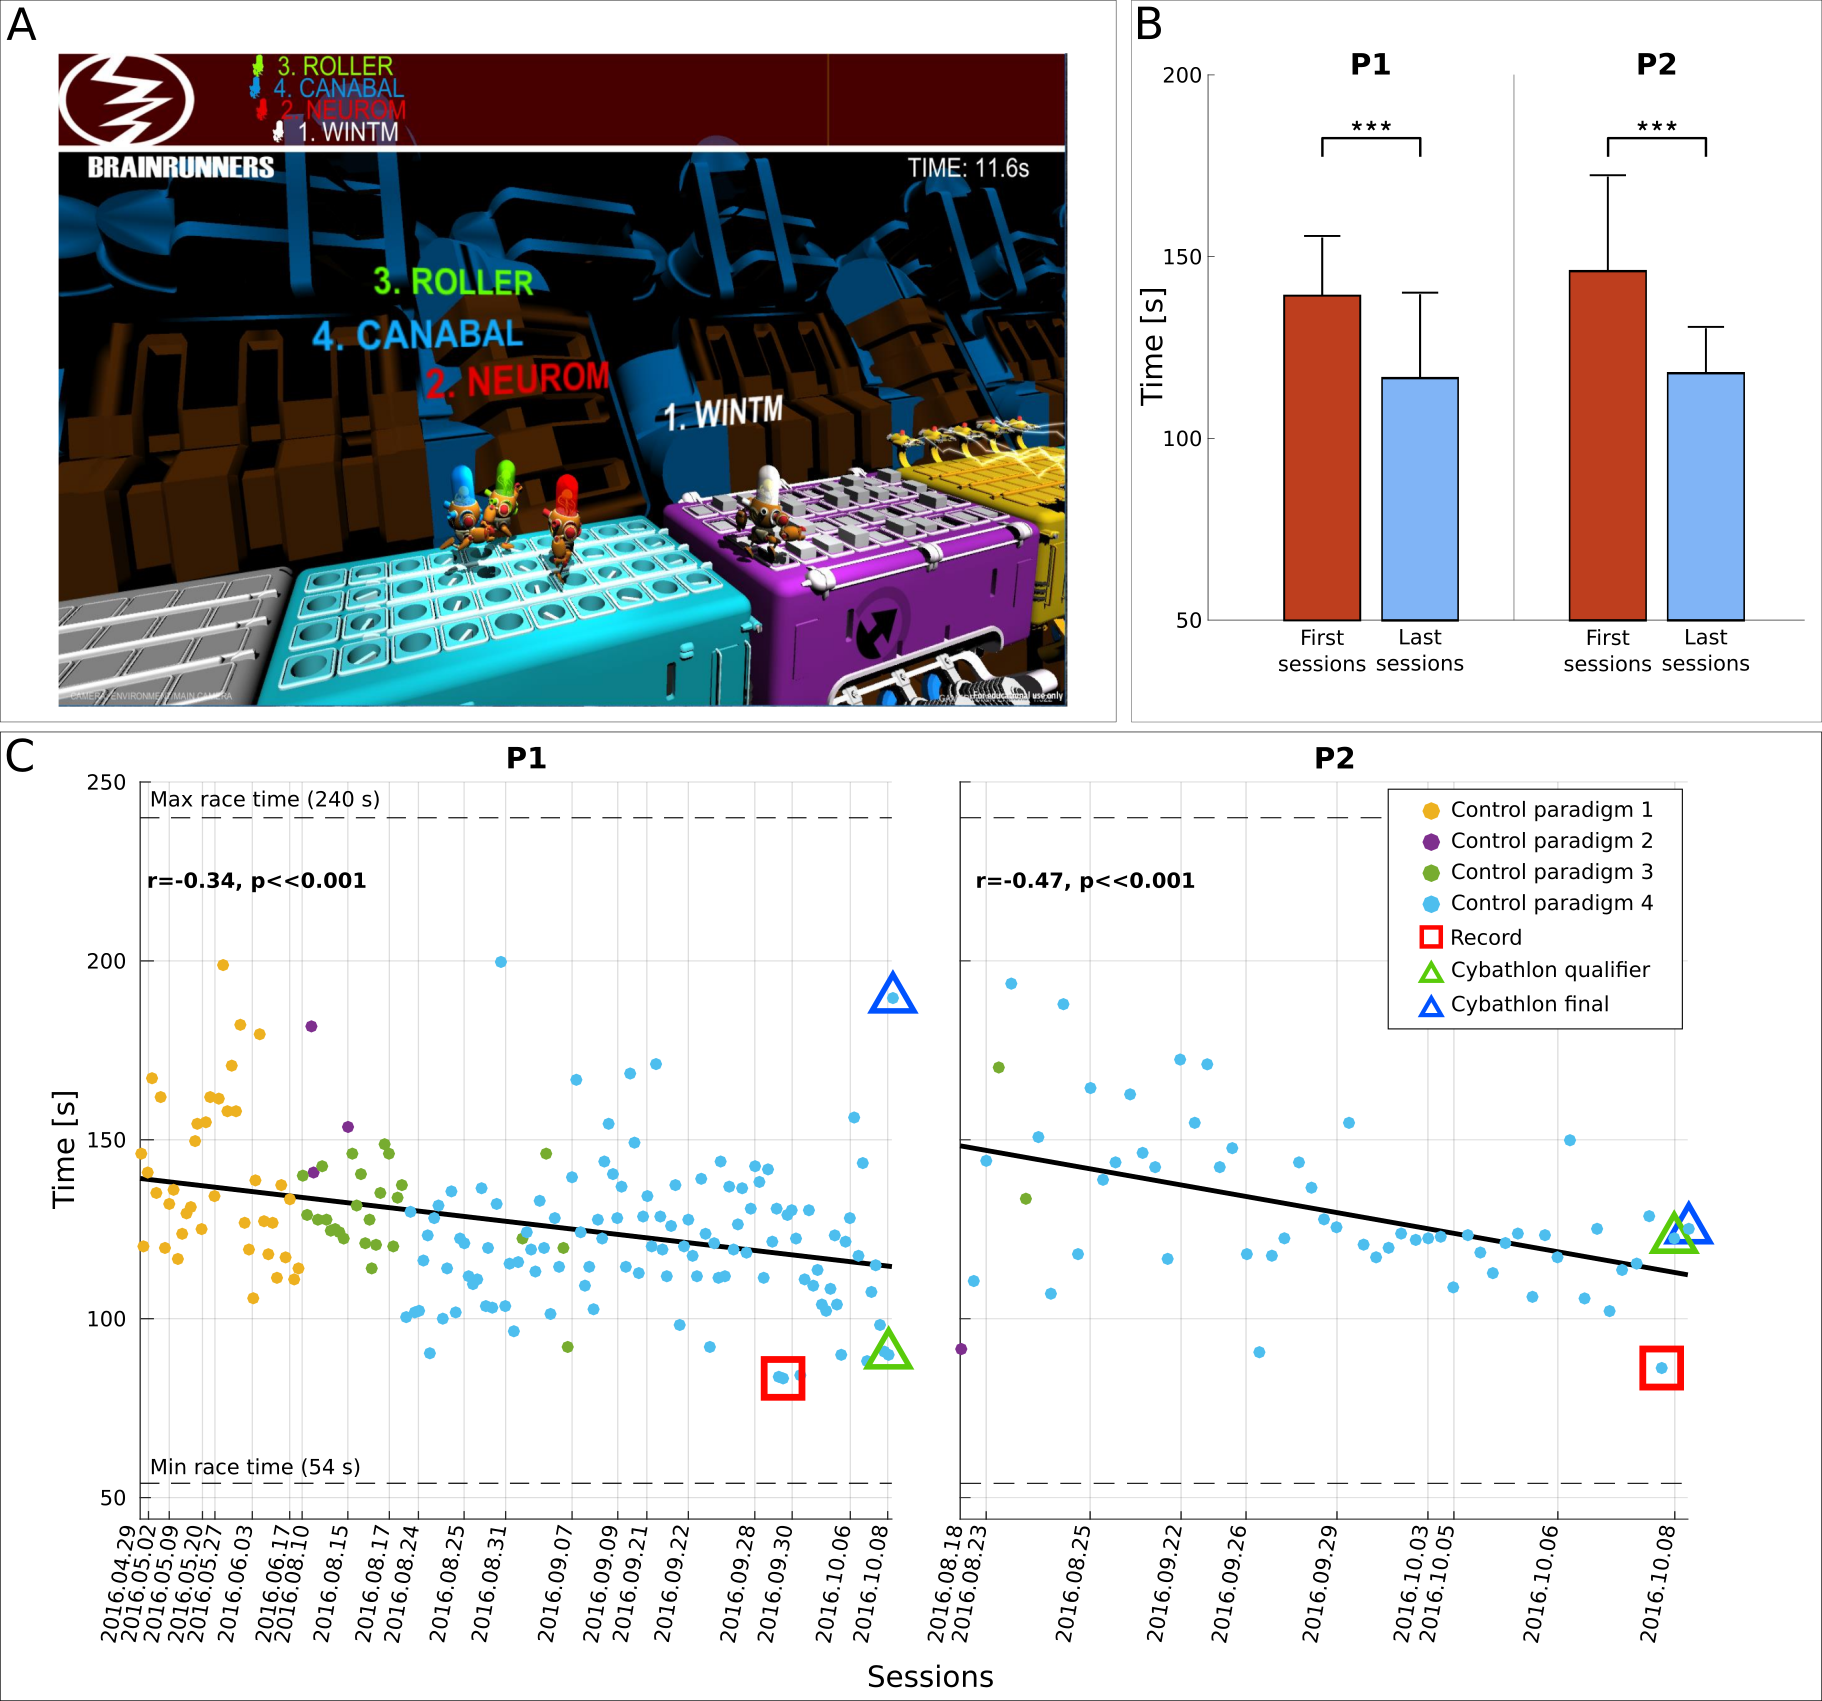 A
3. ROLLER
4. CANABAL
2. NEUROM
1. WINTM
BRAINRUNNERS
TIME: 11.6s
3. ROLLER
4. CANABAL
2. NEUROM
1. WINTM
CAMERA: ENVIRONMENT/MAIN CAMERA
For educational use only
B
P1
P2
200
150
100
50
Time [s]
***
***
First sessions
Last sessions
First sessions
Last sessions
C
P1
P2
250
200
150
100
50
Time [s]
Max race time (240 s)
r=-0.34, p<<0.001
Min race time (54 s)
r=-0.47, p<<0.001
Control paradigm 1
Control paradigm 2
Control paradigm 3
Control paradigm 4
Record
Cybathlon qualifier
Cybathlon final
2016.04.29
2016.05.02
2016.05.09
2016.05.20
2016.05.27
2016.06.03
2016.06.17
2016.08.10
2016.08.15
2016.08.17
2016.08.24
2016.08.25
2016.08.31
2016.09.07
2016.09.09
2016.09.21
2016.09.22
2016.09.28
2016.09.30
2016.10.06
2016.10.08
2016.08.18
2016.08.23
2016.08.25
2016.09.22
2016.09.26
2016.09.29
2016.10.03
2016.10.05
2016.10.06
2016.10.08
Sessions